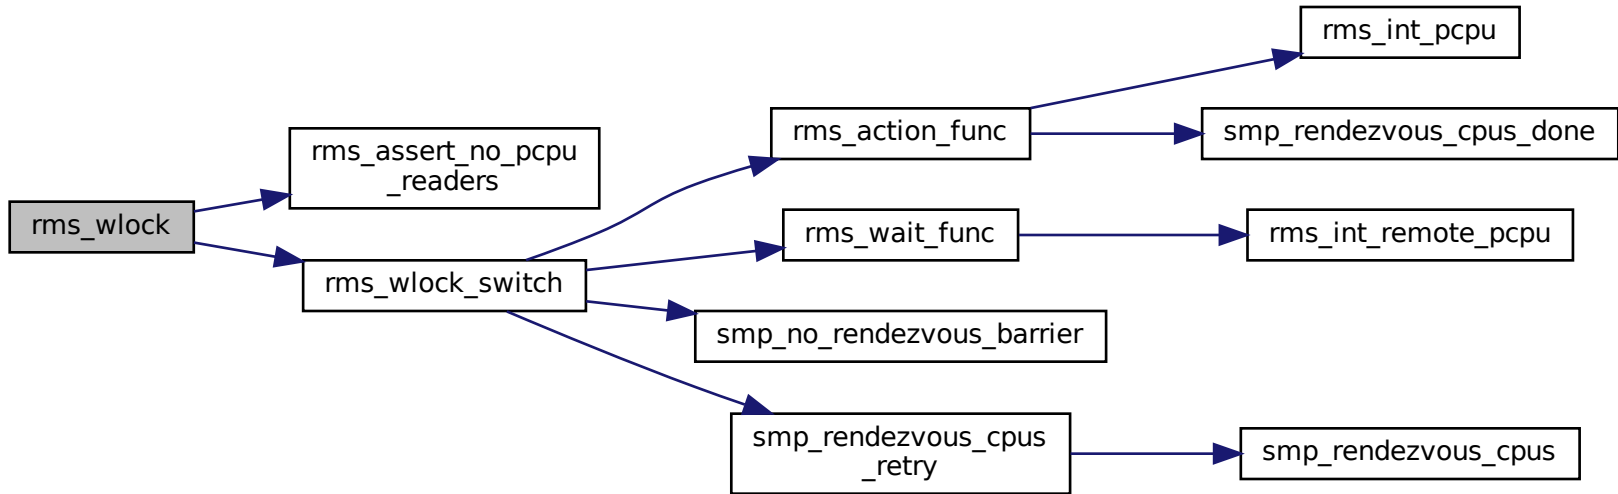 rms_wlock
rms_assert_no_pcpu
_readers
rms_wlock_switch
rms_action_func
rms_wait_func
smp_no_rendezvous_barrier
smp_rendezvous_cpus
_retry
rms_int_pcpu
smp_rendezvous_cpus_done
rms_int_remote_pcpu
smp_rendezvous_cpus